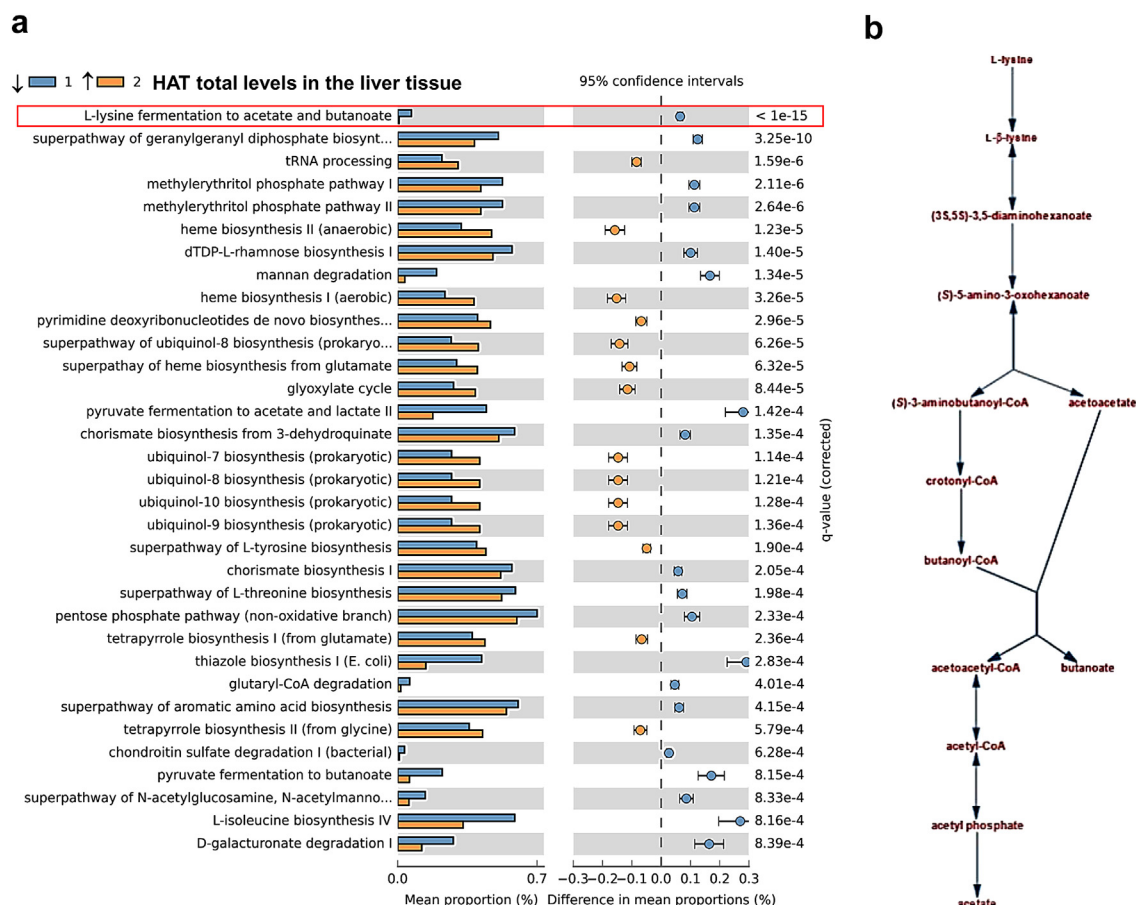 a
↓ 1 ↑ 2 HAT total levels in the liver tissue
95% confidence intervals
L-lysine fermentation to acetate and butanoate < 1e-15
superpathway of geranylgeranyl diphosphate biosynt... 3.25e-10
tRNA processing 1.59e-6
methylerythritol phosphate pathway I 2.11e-6
methylerythritol phosphate pathway II 2.64e-6
heme biosynthesis II (anaerobic) 1.23e-5
dTDP-L-rhamnose biosynthesis I 1.40e-5
mannan degradation 1.34e-5
heme biosynthesis I (aerobic) 3.26e-5
pyrimidine deoxyribonucleotides de novo biosynthes... 2.96e-5
superpathway of ubiquinol-8 biosynthesis (prokaryo... 6.26e-5
superpathay of heme biosynthesis from glutamate 6.32e-5
glyoxylate cycle 8.44e-5
pyruvate fermentation to acetate and lactate II 1.42e-4
chorismate biosynthesis from 3-dehydroquinate 1.35e-4
ubiquinol-7 biosynthesis (prokaryotic) 1.14e-4
ubiquinol-8 biosynthesis (prokaryotic) 1.21e-4
ubiquinol-10 biosynthesis (prokaryotic) 1.28e-4
ubiquinol-9 biosynthesis (prokaryotic) 1.36e-4
superpathway of L-tyrosine biosynthesis 1.90e-4
chorismate biosynthesis I 2.05e-4
superpathway of L-threonine biosynthesis 1.98e-4
pentose phosphate pathway (non-oxidative branch) 2.33e-4
tetrapyrrole biosynthesis I (from glutamate) 2.36e-4
thiazole biosynthesis I (E. coli) 2.83e-4
glutaryl-CoA degradation 4.01e-4
superpathway of aromatic amino acid biosynthesis 4.15e-4
tetrapyrrole biosynthesis II (from glycine) 5.79e-4
chondroitin sulfate degradation I (bacterial) 6.28e-4
pyruvate fermentation to butanoate 8.15e-4
superpathway of N-acetylglucosamine, N-acetylmanno... 8.33e-4
L-isoleucine biosynthesis IV 8.16e-4
D-galacturonate degradation I 8.39e-4
0.0 0.7 −0.3 −0.2 −0.1 0.0 0.1 0.2 0.3
Mean proportion (%) Difference in mean proportions (%)
q-value (corrected)
b
L-lysine
L-β-lysine
(3S,5S)-3,5-diaminohexanoate
(S)-5-amino-3-oxohexanoate
(S)-3-aminobutanoyl-CoA acetoacetate
crotonyl-CoA
butanoyl-CoA
acetoacetyl-CoA butanoate
acetyl-CoA
acetyl phosphate
acetate